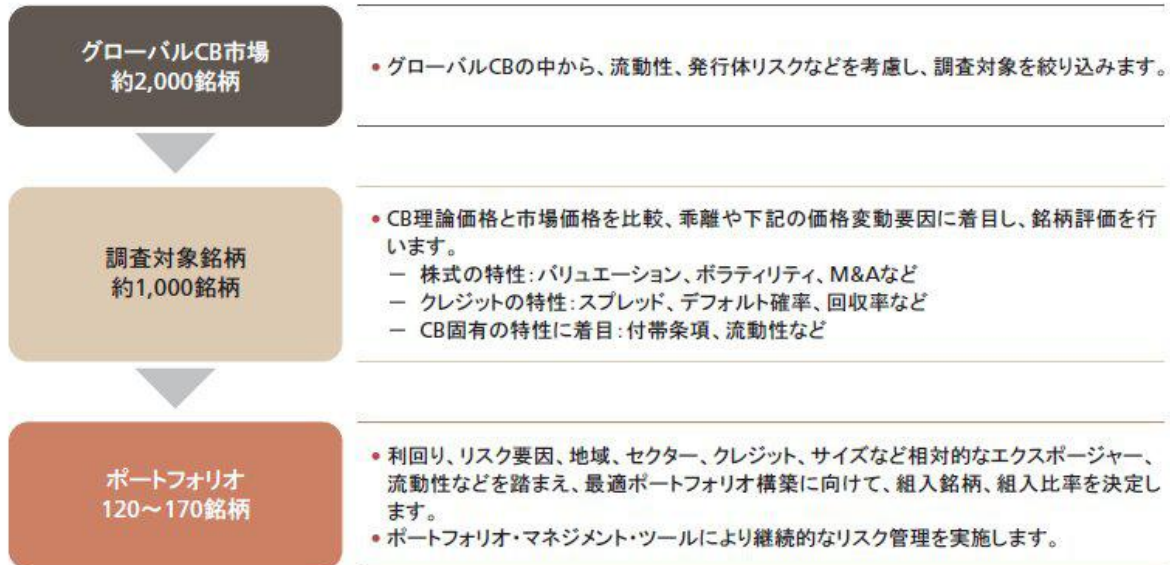 グローバルCB市場
約2,000銘柄
• グローバルCBの中から、流動性、発行体リスクなどを考慮し、調査対象を絞り込みます。
調査対象銘柄
約1,000銘柄
• CB理論価格と市場価格を比較、乖離や下記の価格変動要因に着目し、銘柄評価を行
います。
― 株式の特性：バリュエーション、ボラティリティ、M&Aなど
― クレジットの特性：スプレッド、デフォルト確率、回収率など
― CB固有の特性に着目：付帯条項、流動性など
ポートフォリオ
120～170銘柄
• 利回り、リスク要因、地域、セクター、クレジット、サイズなど相対的なエクスポージャー、
流動性などを踏まえ、最適ポートフォリオ構築に向けて、組入銘柄、組入比率を決定し
ます。
• ポートフォリオ・マネジメント・ツールにより継続的なリスク管理を実施します。